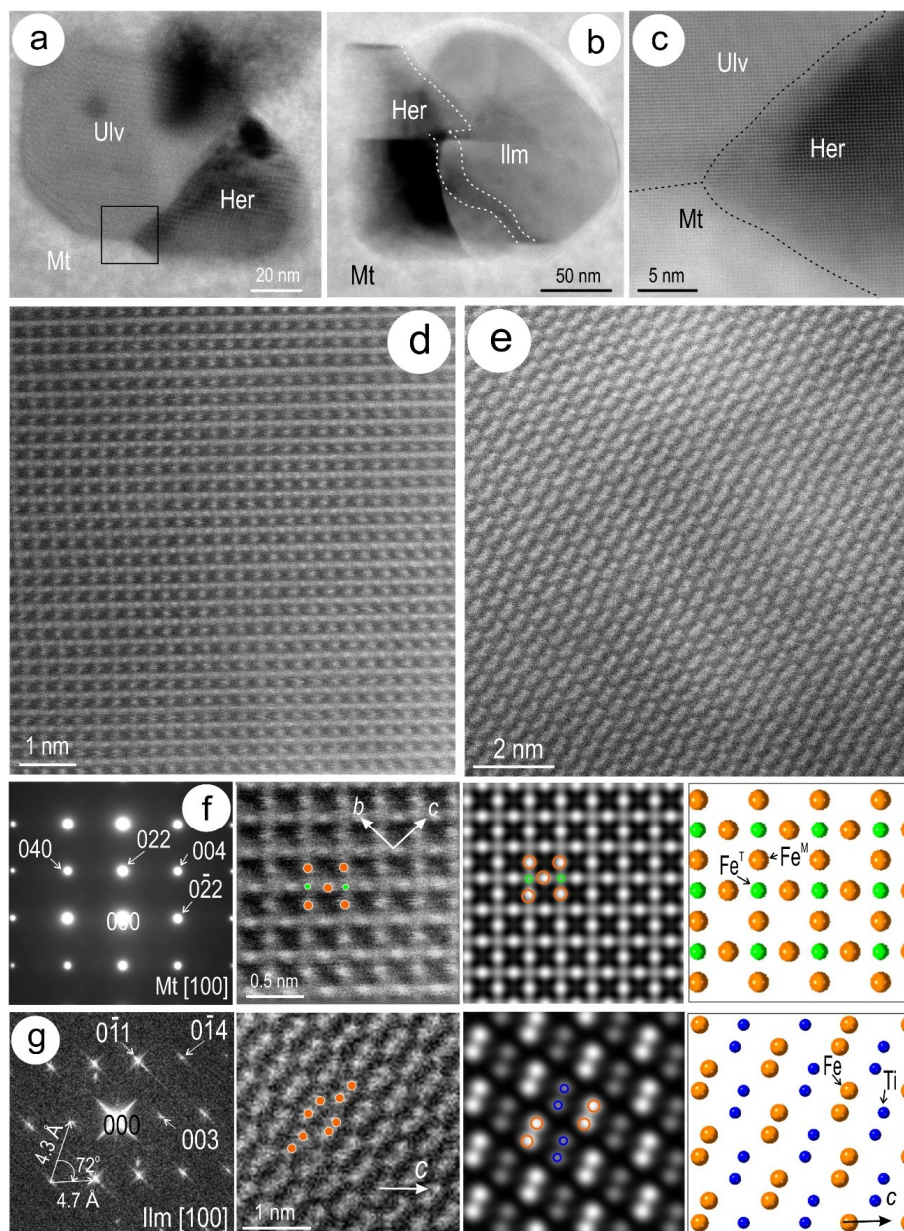 a
Ulv
Her
Mt
20 nm
b
Her
Ilm
Mt
50 nm
c
Ulv
Her
Mt
5 nm
d
1 nm
e
2 nm
f
040
022
004
02̅2
000
Mt [100]
b c
0.5 nm
Feᵀ
Feᴹ
g
01̅1
01̅4
000
003
4.3 Å
72°
4.7 Å
Ilm [100]
c
1 nm
Fe
Ti
c